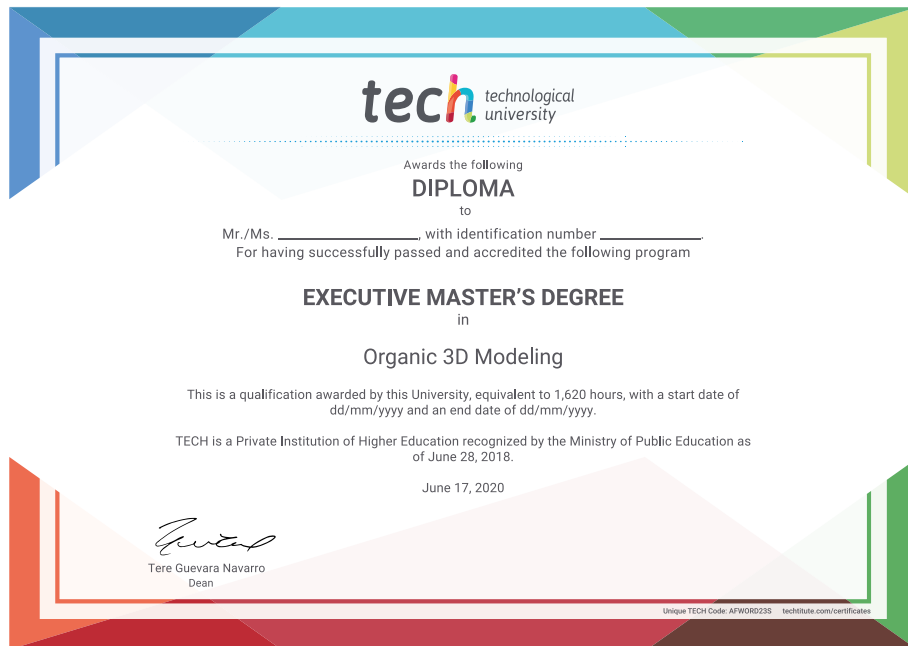 tech technological
university
Awards the following
DIPLOMA
to
Mr./Ms. ____________________, with identification number ______________.
For having successfully passed and accredited the following program
EXECUTIVE MASTER'S DEGREE
in
Organic 3D Modeling
This is a qualification awarded by this University, equivalent to 1,620 hours, with a start date of
dd/mm/yyyy and an end date of dd/mm/yyyy.
TECH is a Private Institution of Higher Education recognized by the Ministry of Public Education as
of June 28, 2018.
June 17, 2020
Tere Guevara Navarro
Dean
Unique TECH Code: AFWORD23S techtitute.com/certificates